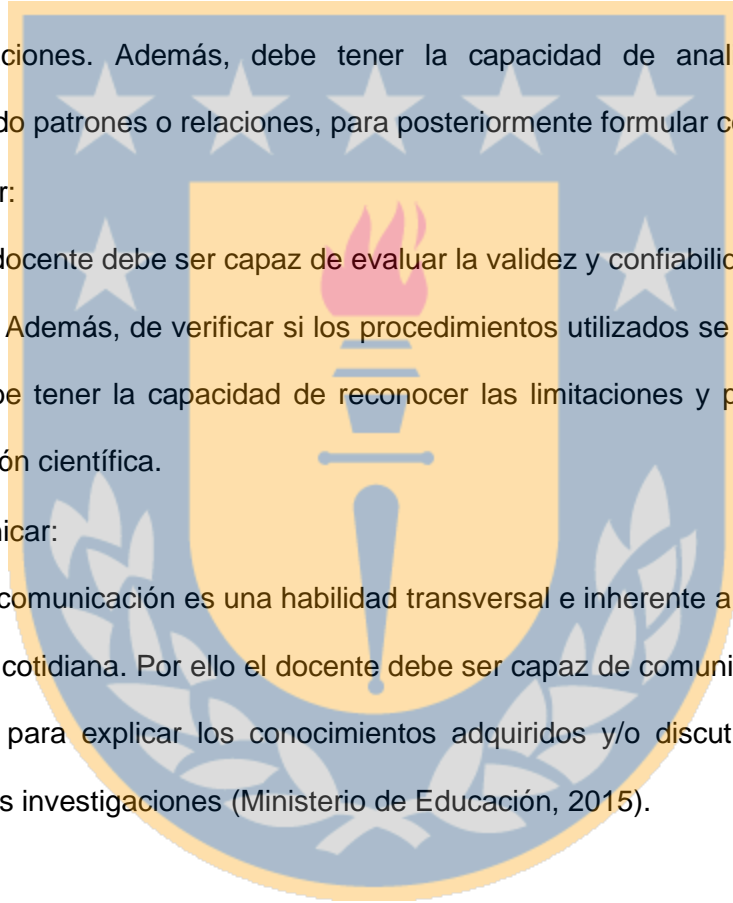 ciones. Además, debe tener la capacidad de anal
do patrones o relaciones, para posteriormente formular c
r:
docente debe ser capaz de evaluar la validez y confiabilid
Además, de verificar si los procedimientos utilizados se
be tener la capacidad de reconocer las limitaciones y p
ón científica.
nicar:
comunicación es una habilidad transversal e inherente a
cotidiana. Por ello el docente debe ser capaz de comuni
para explicar los conocimientos adquiridos y/o discut
s investigaciones (Ministerio de Educación, 2015).